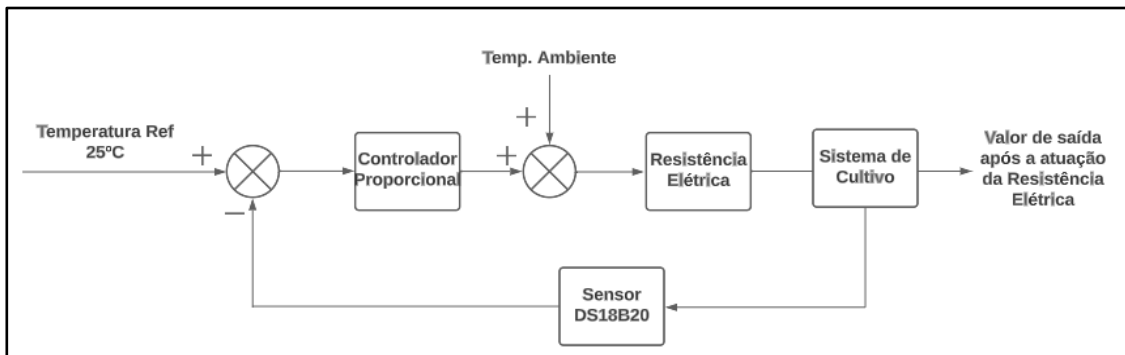 Temp. Ambiente
Temperatura Ref
25ºC
+
+
+
−
Controlador
Proporcional
Resistência
Elétrica
Sistema de
Cultivo
Valor de saída
após a atuação
da Resistência
Elétrica
Sensor
DS18B20